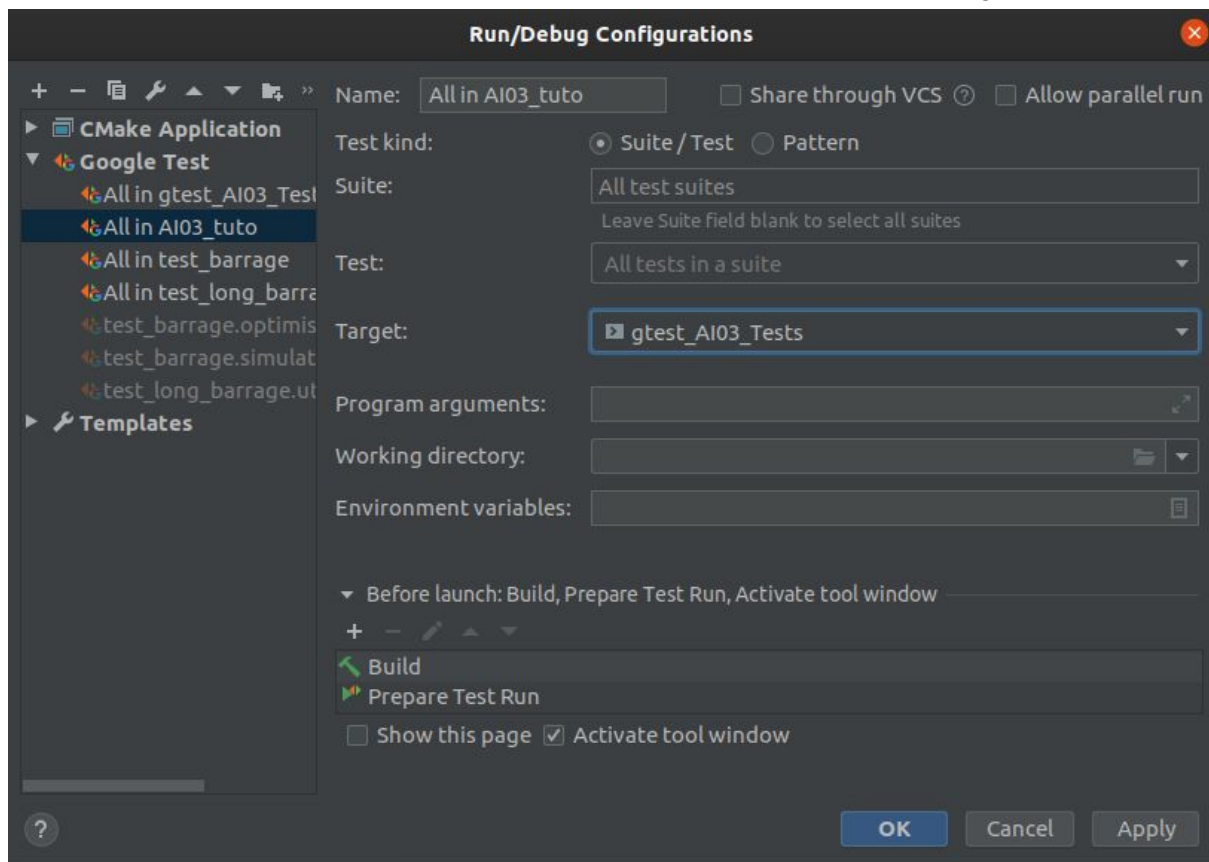 Run/Debug Configurations
Name: All in AI03_tuto Share through VCS ? Allow parallel run
CMake Application
Google Test
All in gtest_AI03_Test
All in AI03_tuto
All in test_barrage
All in test_long_barra
test_barrage.optimis
test_barrage.simulat
test_long_barrage.ut
Templates
Test kind: Suite / Test Pattern
Suite: All test suites
Leave Suite field blank to select all suites
Test: All tests in a suite
Target: gtest_AI03_Tests
Program arguments:
Working directory:
Environment variables:
Before launch: Build, Prepare Test Run, Activate tool window
Build
Prepare Test Run
Show this page Activate tool window
? OK Cancel Apply